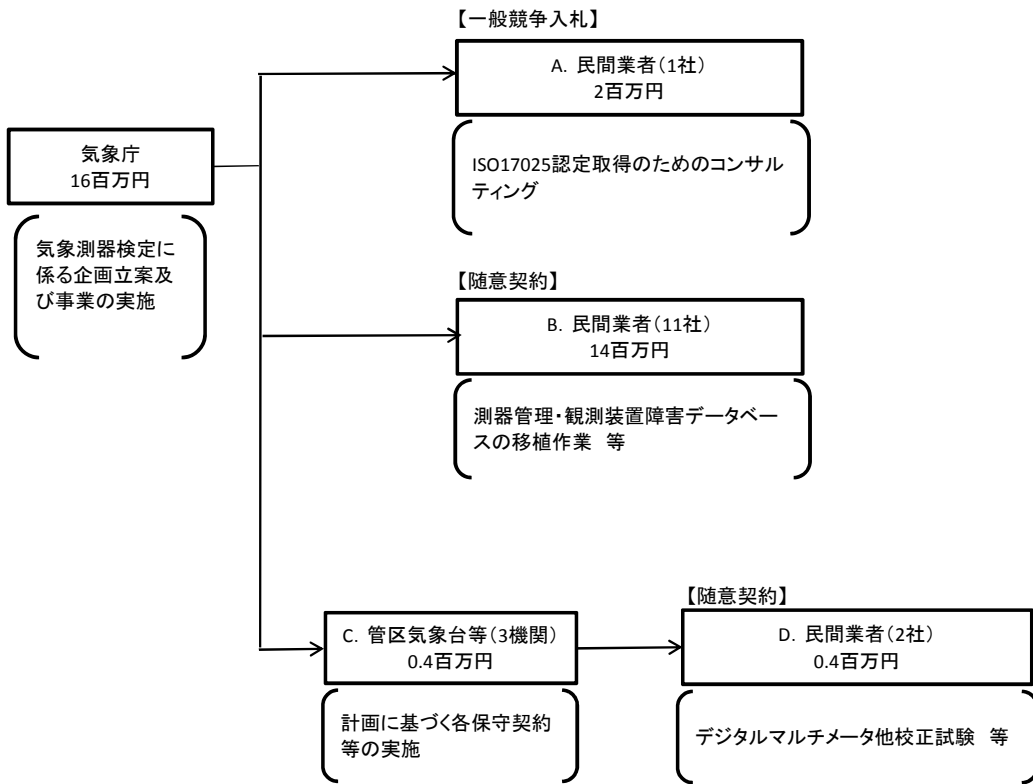 【一般競争入札】
A. 民間業者(1社)
2百万円
ISO17025認定取得のためのコンサル
ティング
気象庁
16百万円
気象測器検定に
係る企画立案及
び事業の実施
【随意契約】
B. 民間業者(11社)
14百万円
測器管理・観測装置障害データベー
スの移植作業 等
C. 管区気象台等(3機関)
0.4百万円
計画に基づく各保守契約
等の実施
【随意契約】
D. 民間業者(2社)
0.4百万円
デジタルマルチメータ他校正試験 等